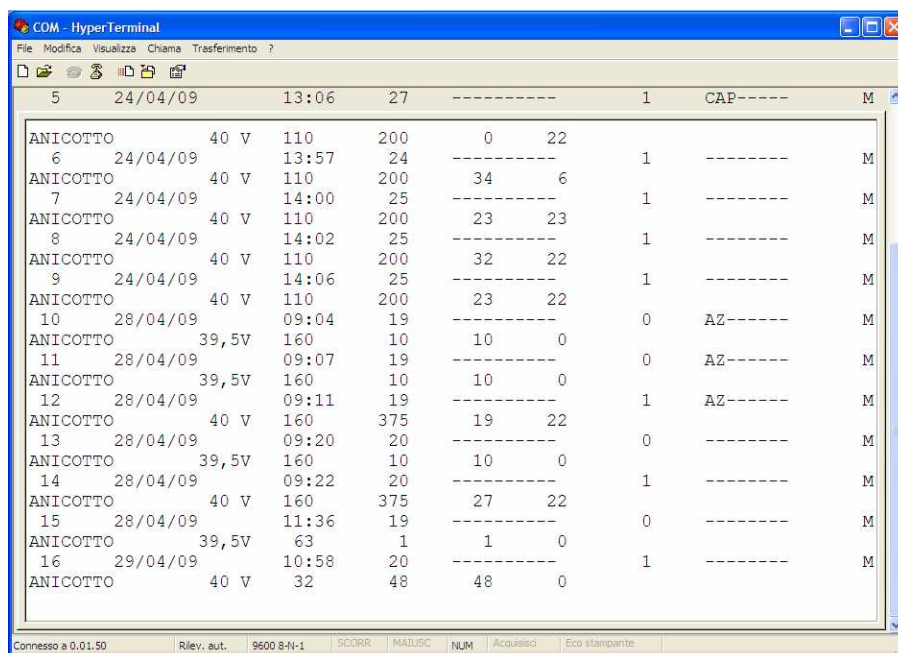 COM - HyperTerminal
File Modifica Visualizza Chiama Trasferimento ?
5 24/04/09 13:06 27 ---------- 1 CAP----- M
ANICOTTO 40 V 110 200 0 22
6 24/04/09 13:57 24 ---------- 1 -------- M
ANICOTTO 40 V 110 200 34 6
7 24/04/09 14:00 25 ---------- 1 -------- M
ANICOTTO 40 V 110 200 23 23
8 24/04/09 14:02 25 ---------- 1 -------- M
ANICOTTO 40 V 110 200 32 22
9 24/04/09 14:06 25 ---------- 1 -------- M
ANICOTTO 40 V 110 200 23 22
10 28/04/09 09:04 19 ---------- 0 AZ------ M
ANICOTTO 39,5V 160 10 10 0
11 28/04/09 09:07 19 ---------- 0 AZ------ M
ANICOTTO 39,5V 160 10 10 0
12 28/04/09 09:11 19 ---------- 1 AZ------ M
ANICOTTO 40 V 160 375 19 22
13 28/04/09 09:20 20 ---------- 0 -------- M
ANICOTTO 39,5V 160 10 10 0
14 28/04/09 09:22 20 ---------- 1 -------- M
ANICOTTO 40 V 160 375 27 22
15 28/04/09 11:36 19 ---------- 0 -------- M
ANICOTTO 39,5V 63 1 1 0
16 29/04/09 10:58 20 ---------- 1 -------- M
ANICOTTO 40 V 32 48 48 0
Connesso a 0.01.50 Rilev. aut. 9600 8-N-1 SCORR MAIUSC NUM Acquisisci Eco stampante